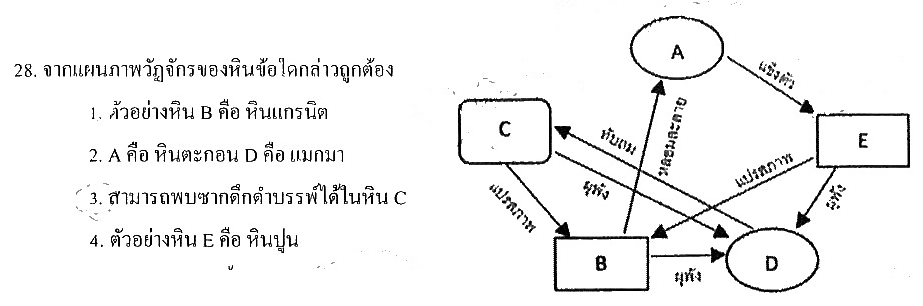 28. จากแผนภาพวัฏจักรของหินข้อใดกล่าวถูกต้อง
1. ตัวอย่างหิน B คือ หินแกรนิต
2. A คือ หินตะกอน D คือ แมกมา
3. สามารถพบซากดึกดำบรรพ์ได้ในหิน C
4. ตัวอย่างหิน E คือ หินปูน
A
แข็งตัว
C
ทับถม
หลอมละลาย
E
แปรสภาพ
ผุพัง
แปรสภาพ
ผุพัง
B
ผุพัง
D